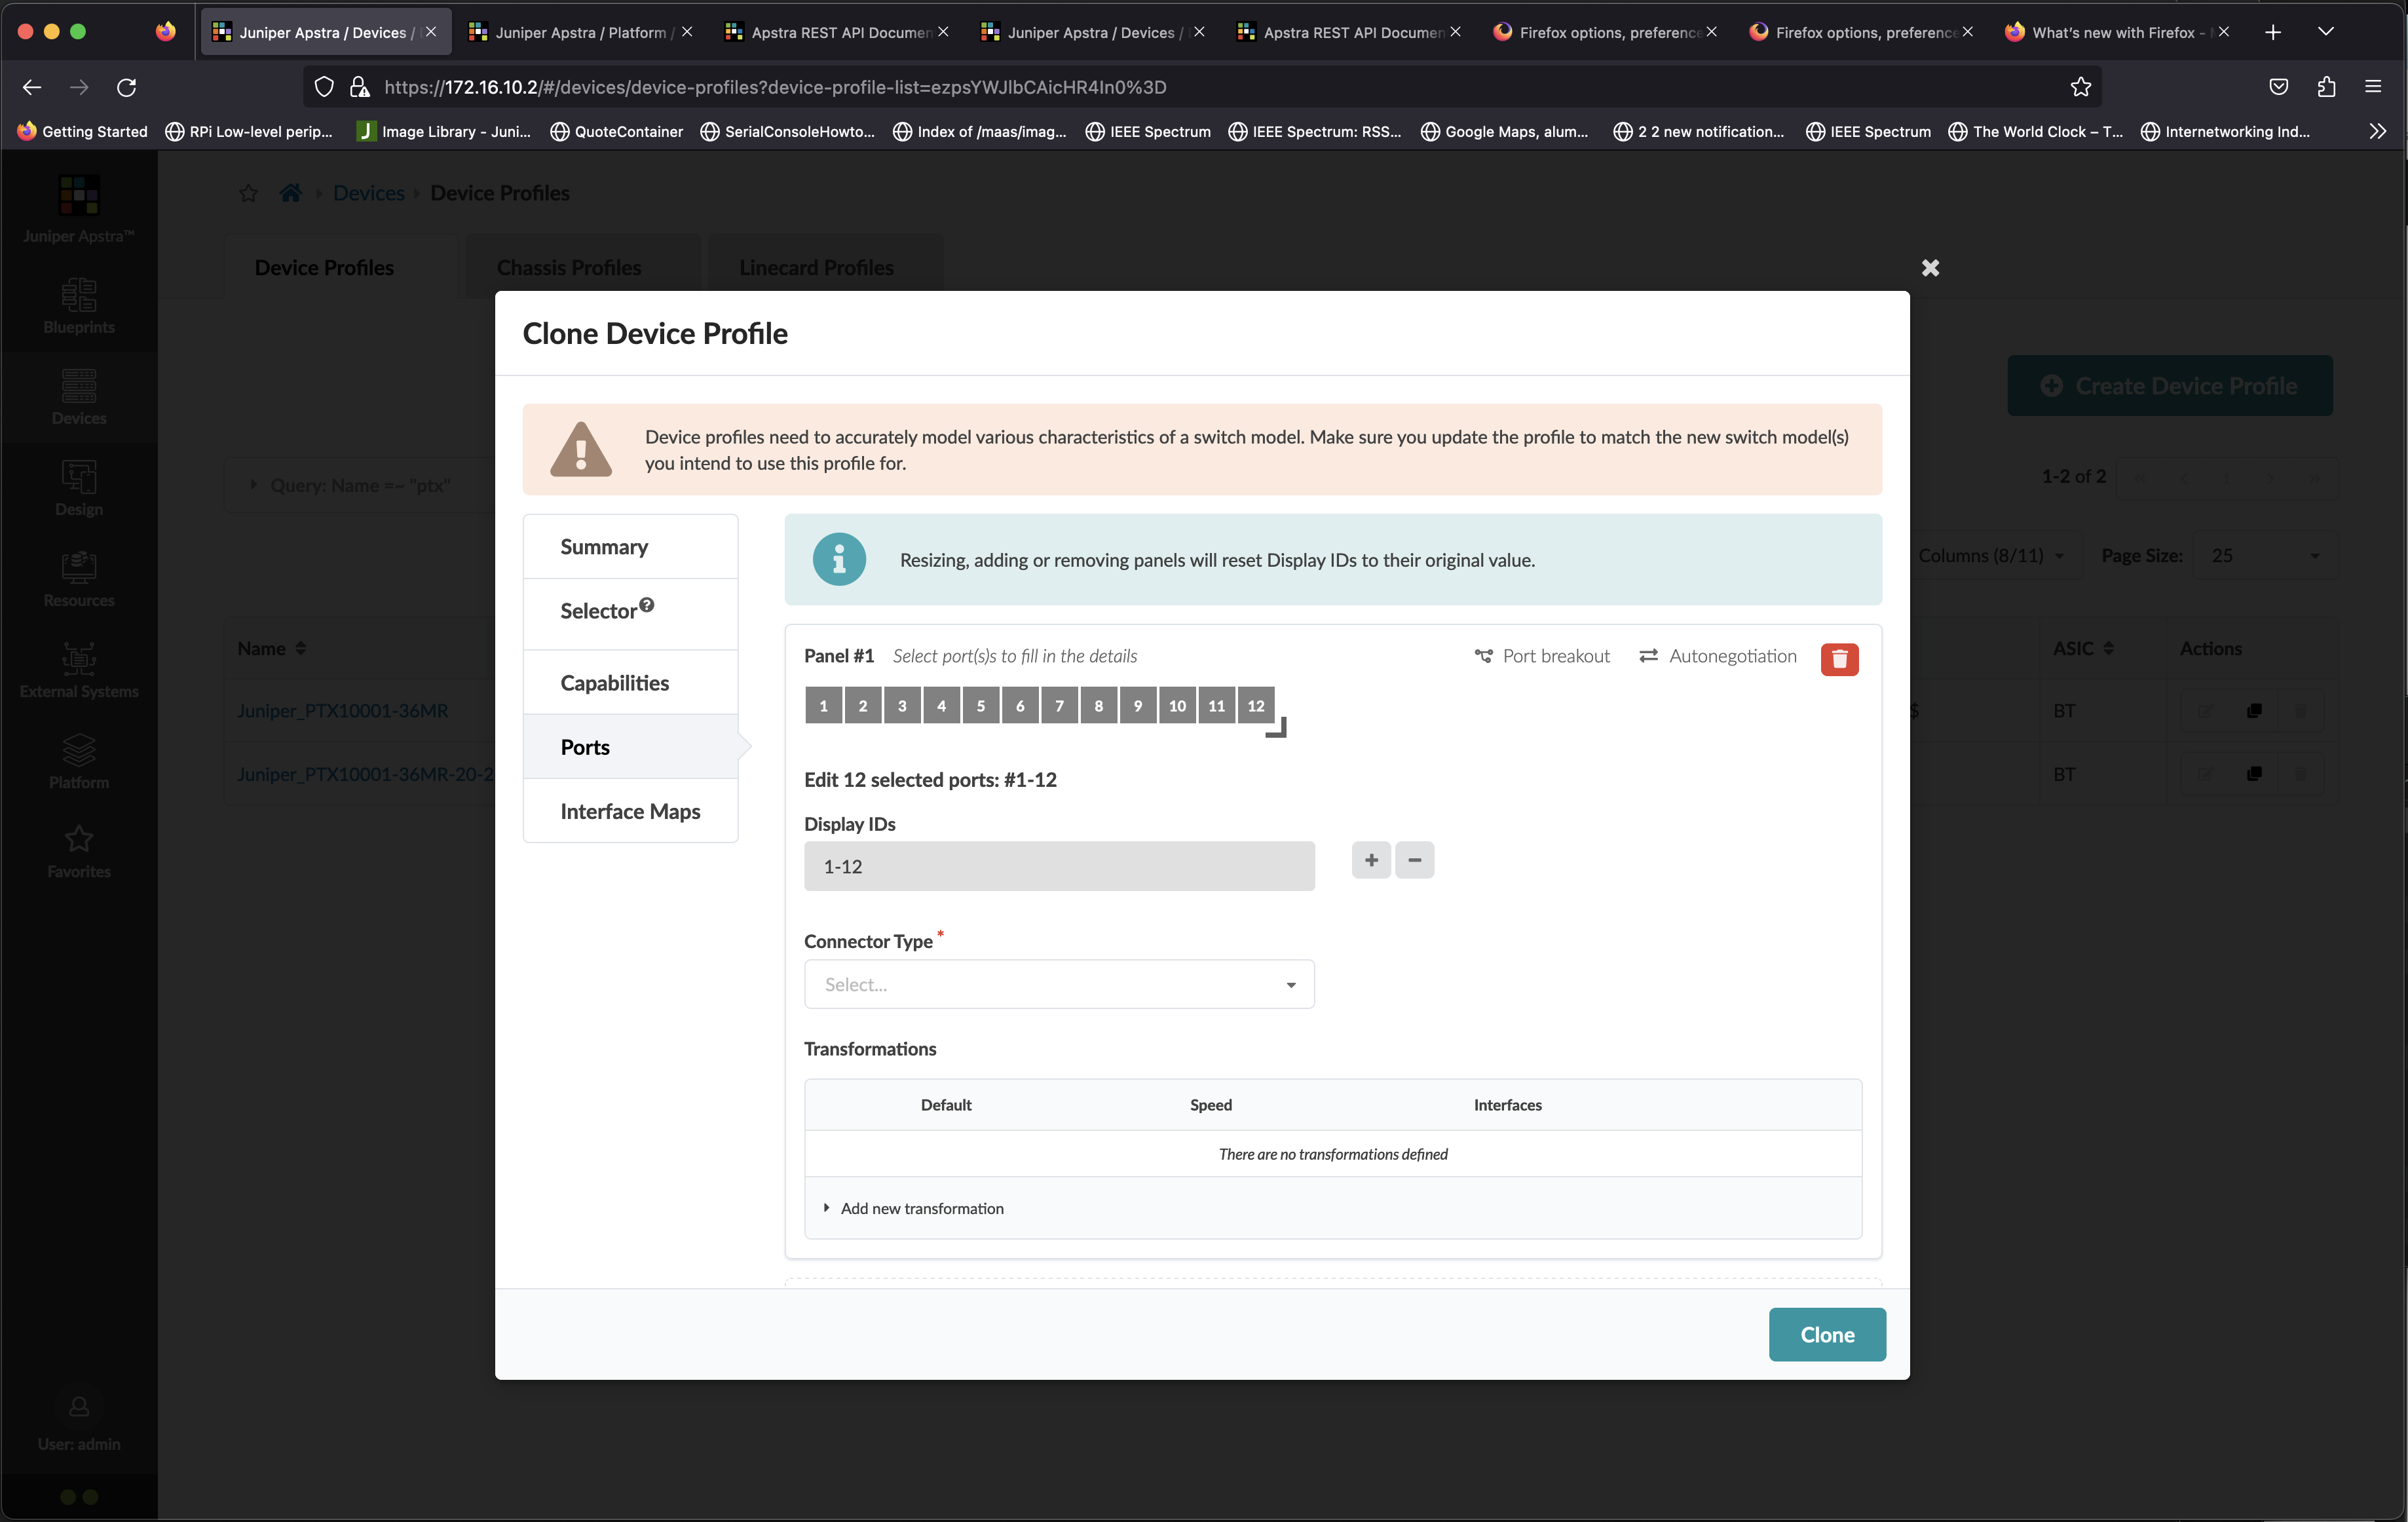 Juniper Apstra / Devices /
Juniper Apstra / Platform /
Apstra REST API Documen
Juniper Apstra / Devices /
Apstra REST API Documen
Firefox options, preference
Firefox options, preference
What's new with Firefox -
https://172.16.10.2/#/devices/device-profiles?device-profile-list=ezpsYWJlbCAicHR4In0%3D
Getting Started
RPi Low-level perip...
J
Image Library - Juni...
QuoteContainer
SerialConsoleHowto...
Index of /maas/imag...
IEEE Spectrum
IEEE Spectrum: RSS...
Google Maps, alum...
2 2 new notification...
IEEE Spectrum
The World Clock – T...
Internetworking Ind...
Juniper Apstra™
Blueprints
Devices
Design
Resources
External Systems
Platform
Favorites
User: admin
Devices
Device Profiles
Device Profiles
Chassis Profiles
Linecard Profiles
Create Device Profile
Query: Name =~ "ptx"
1-2 of 2
« < 1 > »
Columns (8/11)
Page Size:
25
Name
ASIC
Actions
Juniper_PTX10001-36MR
$
BT
Juniper_PTX10001-36MR-20-2
BT
Clone Device Profile
Device profiles need to accurately model various characteristics of a switch model. Make sure you update the profile to match the new switch model(s)
you intend to use this profile for.
Summary
Selector
Capabilities
Ports
Interface Maps
Resizing, adding or removing panels will reset Display IDs to their original value.
Panel #1
Select port(s)s to fill in the details
Port breakout
Autonegotiation
1 2 3 4 5 6 7 8 9 10 11 12
Edit 12 selected ports: #1-12
Display IDs
1-12
Connector Type *
Select...
Transformations
Default
Speed
Interfaces
There are no transformations defined
Add new transformation
Clone